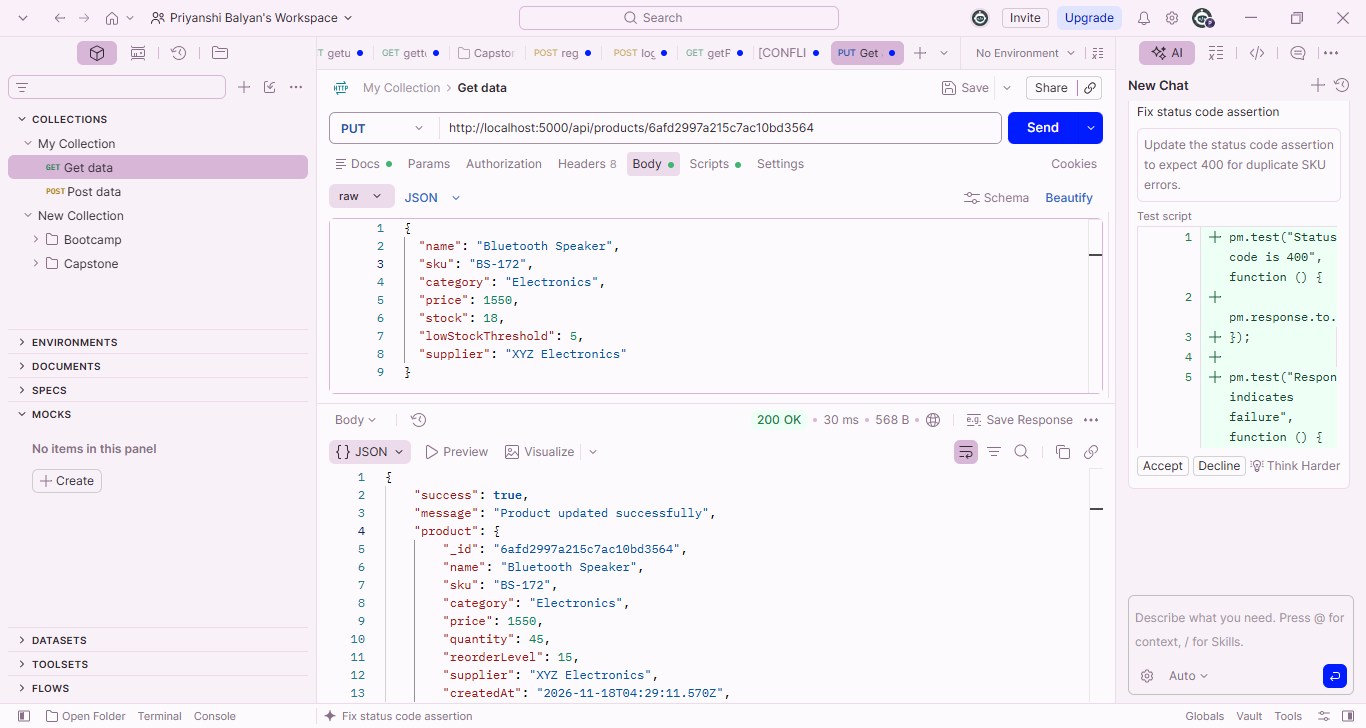 Priyanshi Balyan's Workspace
Search
Invite
Upgrade
GET
GET
Capsto
POST reg
POST
GET
[CONFLI
PUT Get
No Environment
AI
My Collection > Get data
Save
Share
New Chat
PUT
http://localhost:5000/api/products/6afd2997a215c7ac10bd3564
Send
Docs
Params
Authorization
Headers 8
Body
Scripts
Settings
Cookies
raw
JSON
Schema
Beautify
1 {
2 "name": "Bluetooth Speaker",
3 "sku": "BS-172",
4 "category": "Electronics",
5 "price": 1550,
6 "stock": 18,
7 "lowStockThreshold": 5,
8 "supplier": "XYZ Electronics"
9 }
COLLECTIONS
My Collection
GET Get data
POST Post data
New Collection
Bootcamp
Capstone
ENVIRONMENTS
DOCUMENTS
SPECS
MOCKS
No items in this panel
Create
DATASETS
TOOLSETS
FLOWS
Body
200 OK
30 ms
568 B
e.g. Save Response
{} JSON
Preview
Visualize
1 {
2 "success": true,
3 "message": "Product updated successfully",
4 "product": {
5 "_id": "6afd2997a215c7ac10bd3564",
6 "name": "Bluetooth Speaker",
7 "sku": "BS-172",
8 "category": "Electronics",
9 "price": 1550,
10 "quantity": 45,
11 "reorderLevel": 15,
12 "supplier": "XYZ Electronics",
13 "createdAt": "2026-11-18T04:29:11.570Z",
Fix status code assertion
Update the status code assertion
to expect 400 for duplicate SKU
errors.
Test script
1 + pm.test("Status
code is 400",
function () {
2 +
pm.response.to.
3 + });
4 +
5 + pm.test("Respon
indicates
failure",
function () {
Accept
Decline
Think Harder
Describe what you need. Press @ for
context, / for Skills.
Auto
Open Folder
Terminal
Console
Fix status code assertion
Globals
Vault
Tools